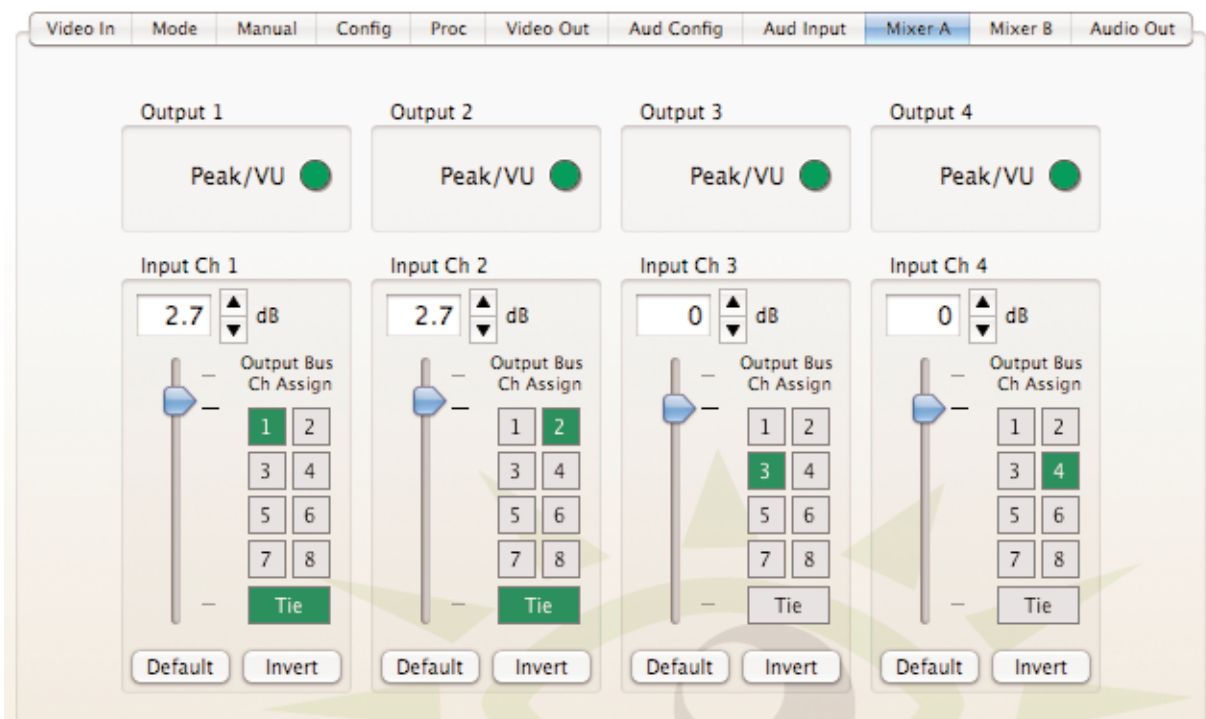 Video In Mode Manual Config Proc Video Out Aud Config Aud Input Mixer A Mixer B Audio Out
Output 1 Output 2 Output 3 Output 4
Peak/VU Peak/VU Peak/VU Peak/VU
Input Ch 1 Input Ch 2 Input Ch 3 Input Ch 4
2.7 dB 2.7 dB 0 dB 0 dB
Output Bus Output Bus Output Bus Output Bus
Ch Assign Ch Assign Ch Assign Ch Assign
1 2 1 2 1 2 1 2
3 4 3 4 3 4 3 4
5 6 5 6 5 6 5 6
7 8 7 8 7 8 7 8
Tie Tie Tie Tie
Default Invert Default Invert Default Invert Default Invert